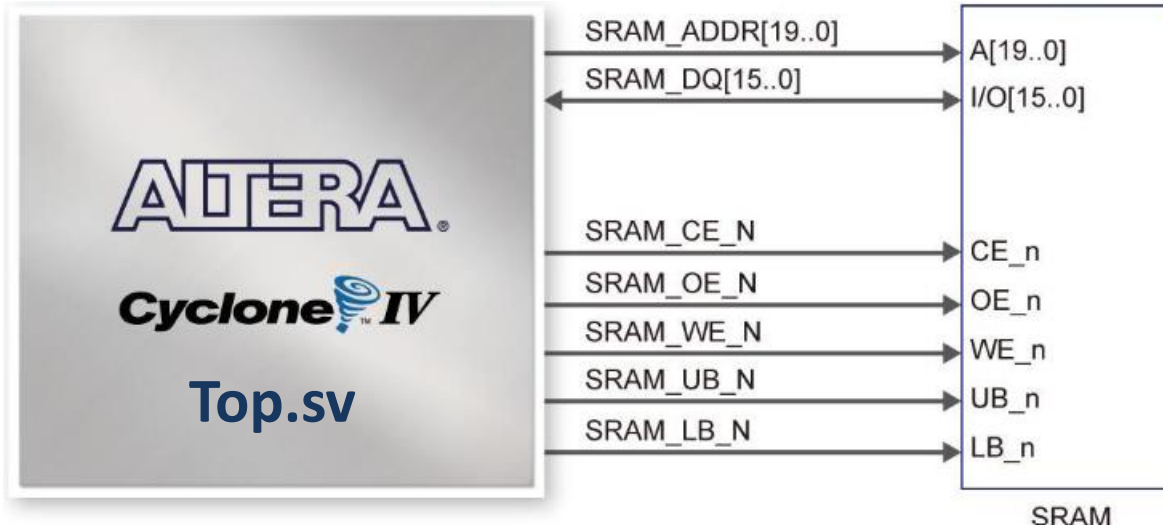 SRAM_ADDR[19..0]
A[19..0]
SRAM_DQ[15..0]
I/O[15..0]
ALTERA®
Cyclone™ IV
Top.sv
SRAM_CE_N
CE_n
SRAM_OE_N
OE_n
SRAM_WE_N
WE_n
SRAM_UB_N
UB_n
SRAM_LB_N
LB_n
SRAM